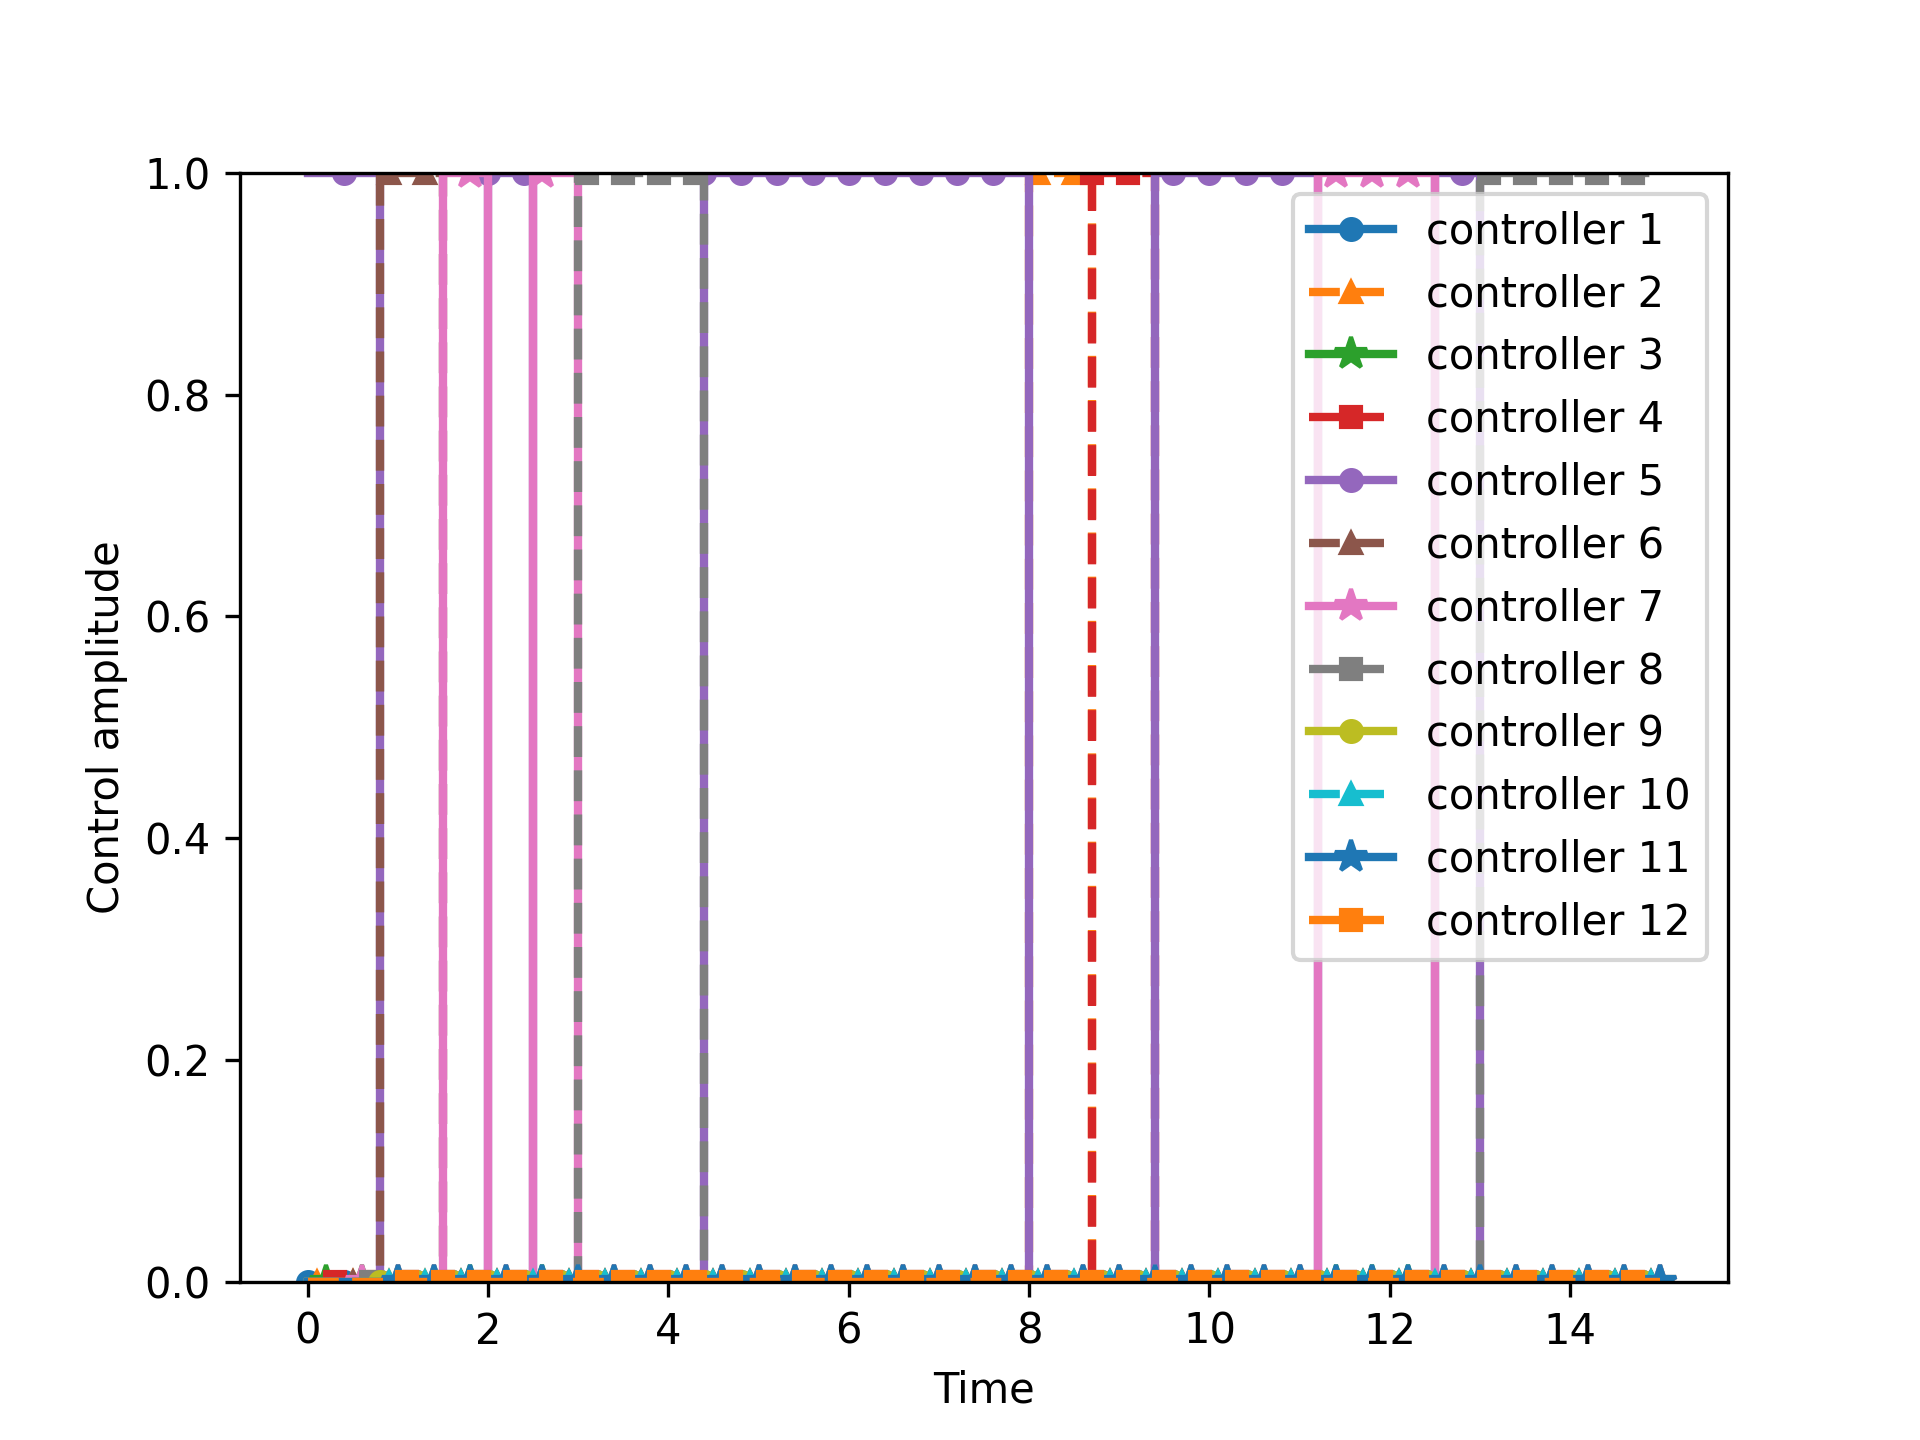 1.0
0.8
0.6
0.4
0.2
0.0
Control amplitude
0 2 4 6 8 10 12 14
Time
controller 1
controller 2
controller 3
controller 4
controller 5
controller 6
controller 7
controller 8
controller 9
controller 10
controller 11
controller 12